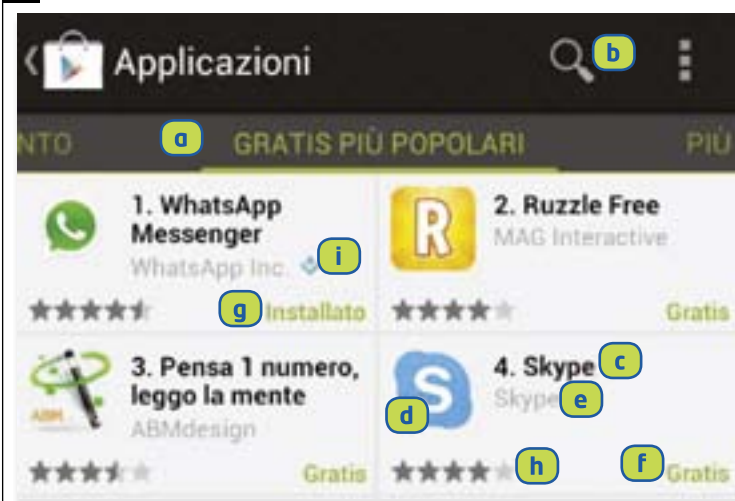 Applicazioni
b
NTO
a
GRATIS PIÙ POPOLARI
PIÙ
1. WhatsApp
Messenger
WhatsApp Inc.
i
g
Installato
2. Ruzzle Free
MAG Interactive
R
Gratis
3. Pensa 1 numero,
leggo la mente
ABMdesign
ABM
Gratis
4. Skype
c
Skype
e
S
d
h
f
Gratis